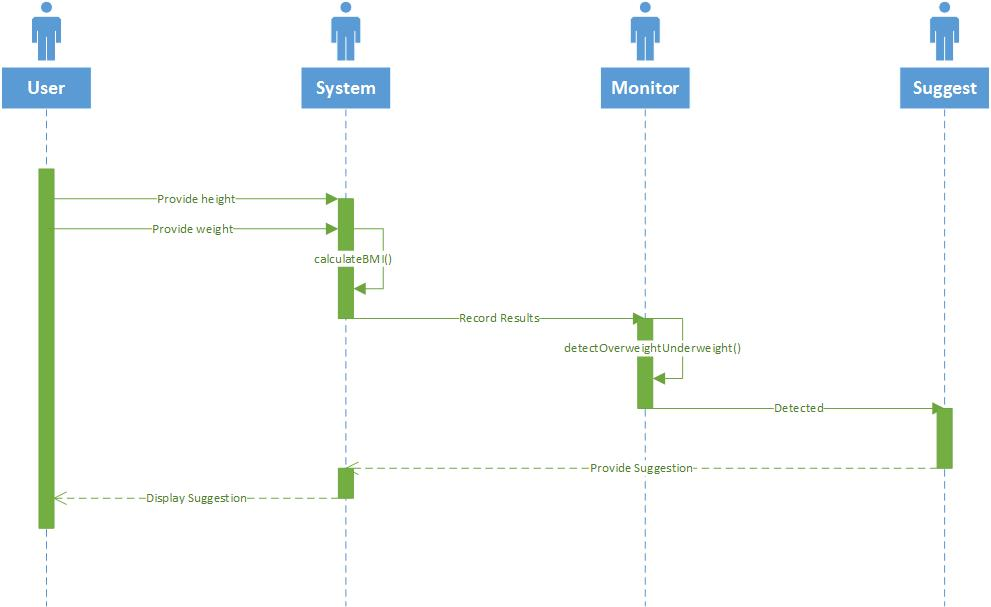 User
System
Monitor
Suggest
Provide height
Provide weight
calculateBMI()
Record Results
detectOverweightUnderweight()
Detected
Provide Suggestion
Display Suggestion